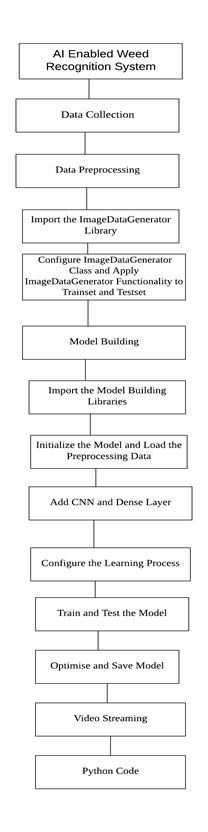 AI Enabled Weed
Recognition System
Data Collection
Data Preprocessing
Import the ImageDataGenerator
Library
Configure ImageDataGenerator
Class and Apply
ImageDataGenerator Functionality to
Trainset and Testset
Model Building
Import the Model Building
Libraries
Initialize the Model and Load the
Preprocessing Data
Add CNN and Dense Layer
Configure the Learning Process
Train and Test the Model
Optimise and Save Model
Video Streaming
Python Code